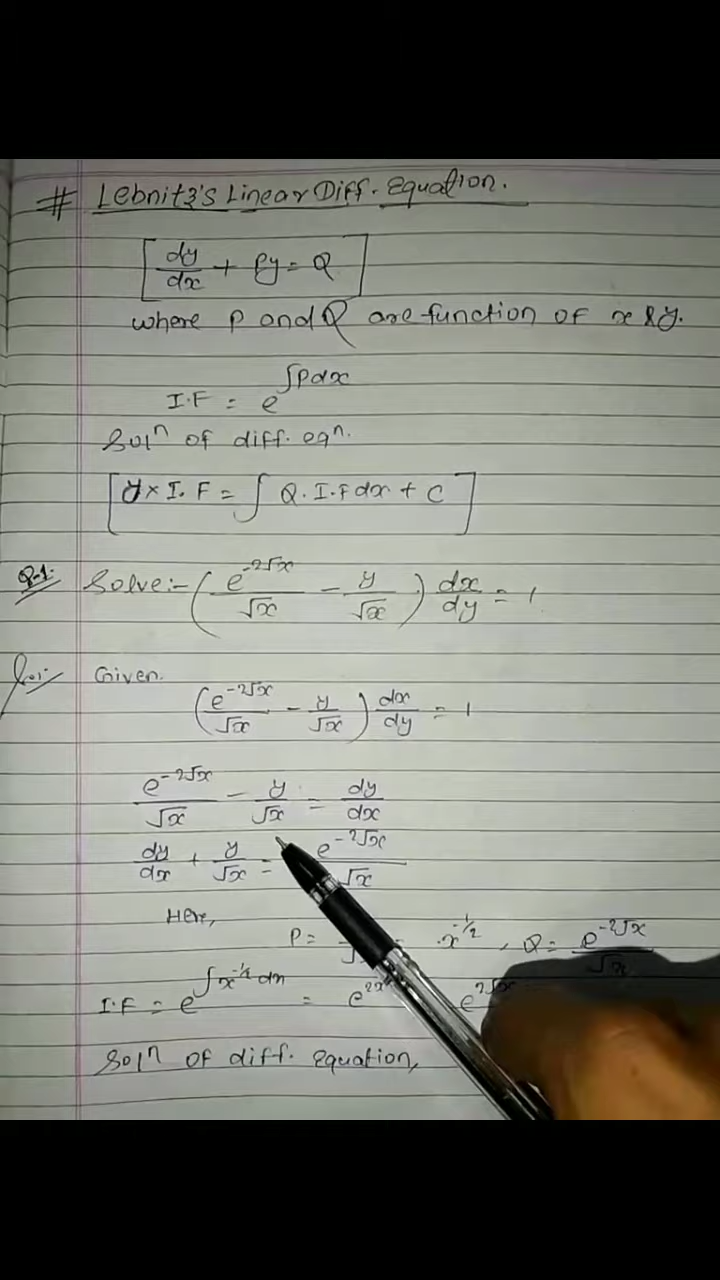 # Lebnitz's Linear Diff. Equation.
[dy/dx + Py = Q]
where P and Q are function of x & y.
I.F = e^∫Pdx
Solⁿ of diff. eqⁿ.
[y × I.F = ∫ Q. I.F dx + C]
Q-1. Solve:- (e^-2√x/√x - y/√x) dx/dy = 1
Sol:- Given.
(e^-2√x/√x - y/√x) dx/dy = 1
e^-2√x/√x - y/√x = dy/dx
dy/dx + y/√x = e^-2√x/√x
Here,
P = x^-1/2, Q = e^-2√x/√x
I.F = e^∫x^-1/2 dx = e^2x e^2√x
Solⁿ of diff. equation,